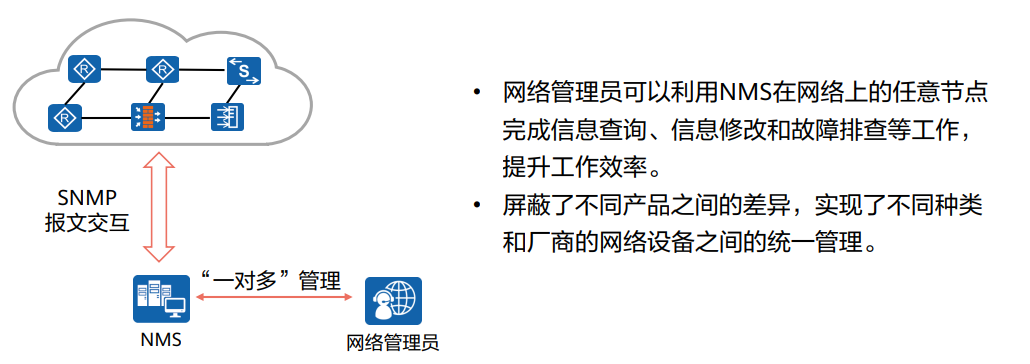 R
R
S
R
SNMP
报文交互
“一对多”管理
NMS
网络管理员
• 网络管理员可以利用NMS在网络上的任意节点
完成信息查询、信息修改和故障排查等工作，
提升工作效率。
• 屏蔽了不同产品之间的差异，实现了不同种类
和厂商的网络设备之间的统一管理。